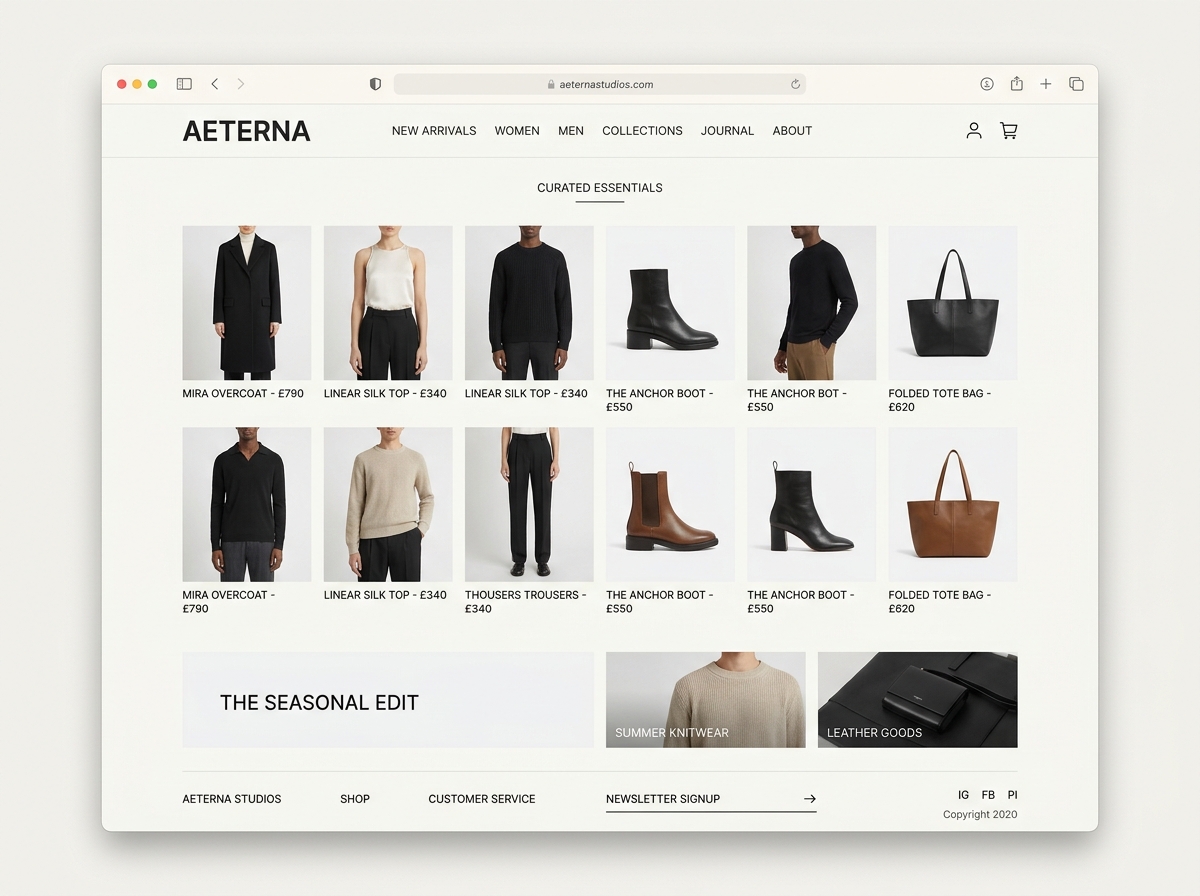 aeternastudios.com
AETERNA
NEW ARRIVALS WOMEN MEN COLLECTIONS JOURNAL ABOUT
CURATED ESSENTIALS
MIRA OVERCOAT - £790
LINEAR SILK TOP - £340
LINEAR SILK TOP - £340
THE ANCHOR BOOT -
£550
THE ANCHOR BOT -
£S50
FOLDED TOTE BAG -
£620
MIRA OVERCOAT -
£790
LINEAR SILK TOP - £340
THOUSERS TROUSERS -
£340
THE ANCHOR BOOT -
£S50
THE ANCHOR BOOT -
£550
FOLDED TOTE BAG -
£620
THE SEASONAL EDIT
SUMMER KNITWEAR
LEATHER GOODS
AETERNA STUDIOS SHOP CUSTOMER SERVICE NEWSLETTER SIGNUP
IG FB PI
Copyright 2020